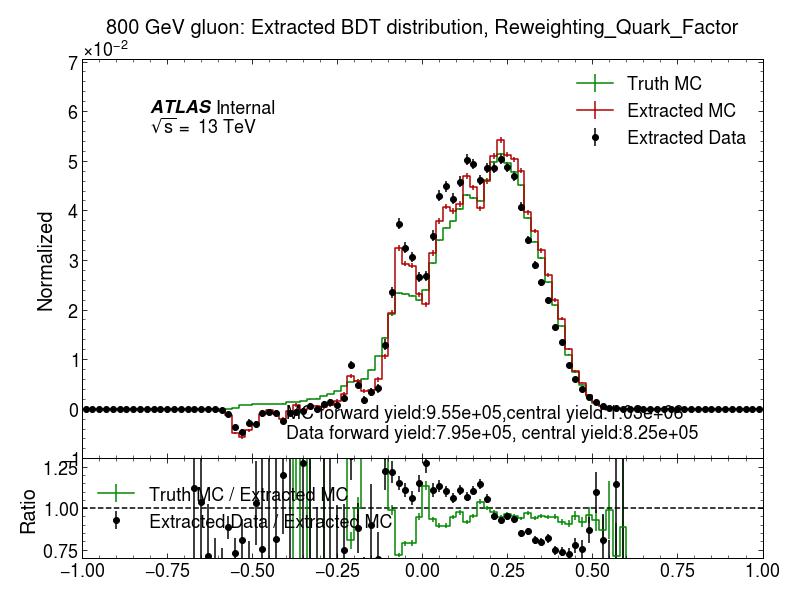 800 GeV gluon: Extracted BDT distribution, Reweighting_Quark_Factor
×10−2
7
6
5
4
3
2
1
0
Normalized
ATLAS Internal
√s = 13 TeV
Truth MC
Extracted MC
Extracted Data
MC forward yield:9.55e+05,central yield:1.03e+06
Data forward yield:7.95e+05, central yield:8.25e+05
1
1.25
1.00
0.75
Ratio
Truth MC / Extracted MC
Extracted Data / Extracted MC
−1.00 −0.75 −0.50 −0.25 0.00 0.25 0.50 0.75 1.00